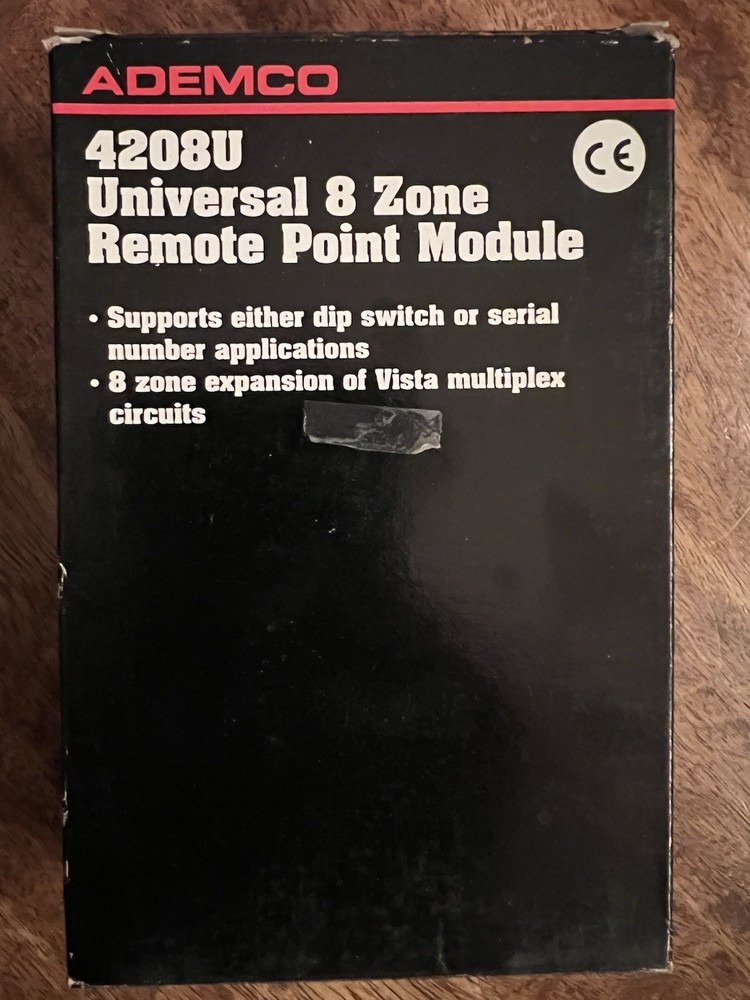 ADEMCO
4208U
CE
Universal 8 Zone
Remote Point Module
• Supports either dip switch or serial
number applications
• 8 zone expansion of Vista multiplex
circuits